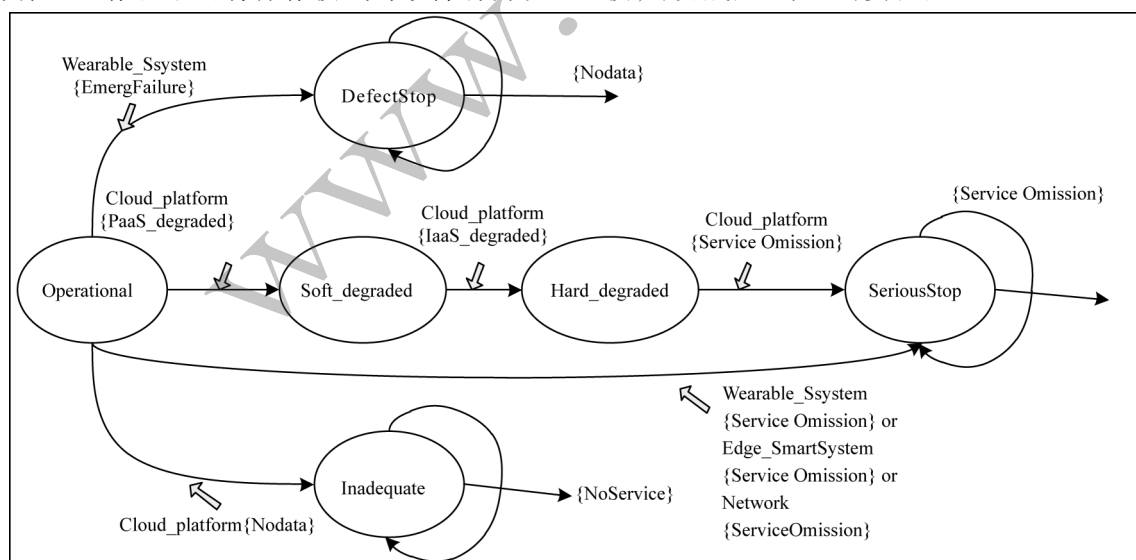 Wearable_Ssystem
{EmergFailure}
DefectStop
{Nodata}
Cloud_platform
{PaaS_degraded}
Cloud_platform
{IaaS_degraded}
Cloud_platform
{Service Omission}
{Service Omission}
Operational
Soft_degraded
Hard_degraded
SeriousStop
Wearable_Ssystem
{Service Omission} or
Edge_SmartSystem
{Service Omission} or
Network
{ServiceOmission}
Inadequate
{NoService}
Cloud_platform{Nodata}
www.